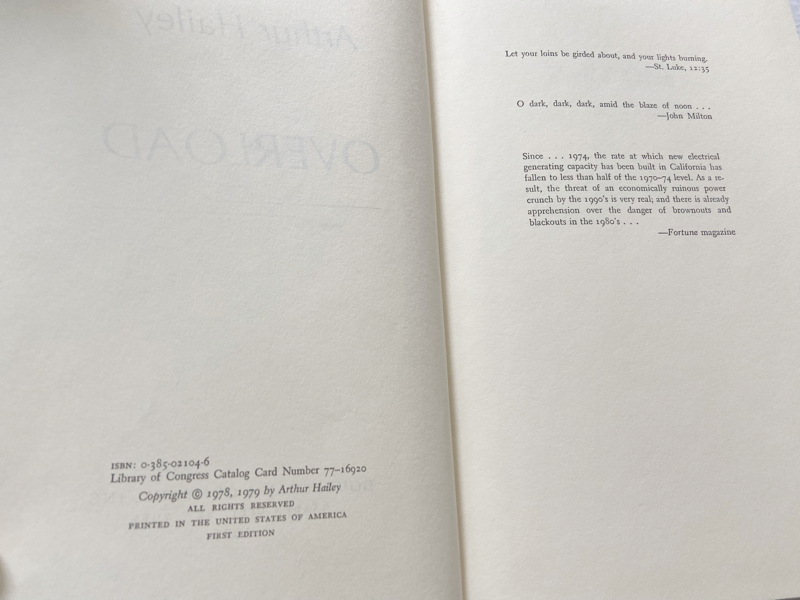 ISBN: 0-385-02104-6
Library of Congress Catalog Card Number 77–16920
Copyright © 1978, 1979 by Arthur Hailey
ALL RIGHTS RESERVED
PRINTED IN THE UNITED STATES OF AMERICA
FIRST EDITION
Let your loins be girded about, and your lights burning.
—St. Luke, 12:35
O dark, dark, dark, amid the blaze of noon . . .
—John Milton
Since . . . 1974, the rate at which new electrical
generating capacity has been built in California has
fallen to less than half of the 1970–74 level. As a re-
sult, the threat of an economically ruinous power
crunch by the 1990's is very real; and there is already
apprehension over the danger of brownouts and
blackouts in the 1980's . . .
—Fortune magazine
Arthur Hailey
OVERLOAD